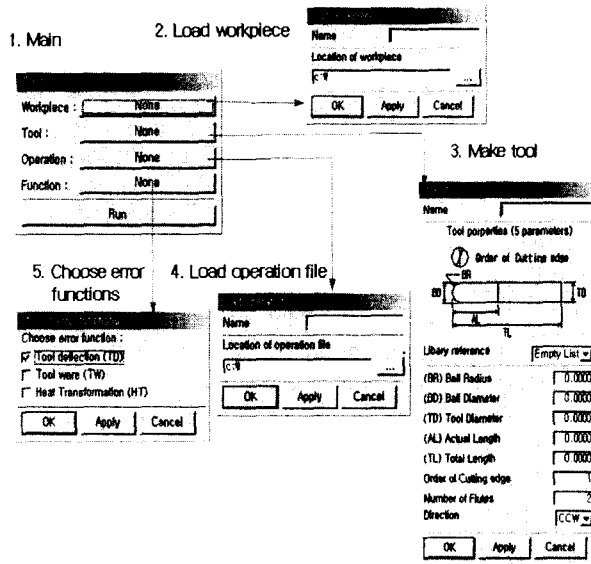 1. Main
Workpiece : None
Tool : None
Operation : None
Function : None
Run
2. Load workpiece
Name
Location of workpiece
c:\
...
OK Apply Cancel
3. Make tool
Name
Tool porperties (5 parameters)
Order of Cutting edge
BR
BD
TD
AL
TL
Libary reference Empty List
(BR) Ball Radius 0.0000
(BD) Ball Diameter 0.0000
(TD) Tool Diameter 0.0000
(AL) Actual Length 0.0000
(TL) Total Length 0.0000
Order of Cutting edge 1
Number of Flutes 2
Direction CCW
OK Apply Cancel
4. Load operation file
Name
Location of operation file
c:\
...
OK Apply Cancel
5. Choose error
functions
Choose error function :
Tool deflection (TD)
Tool ware (TW)
Heat Transformation (HT)
OK Apply Cancel